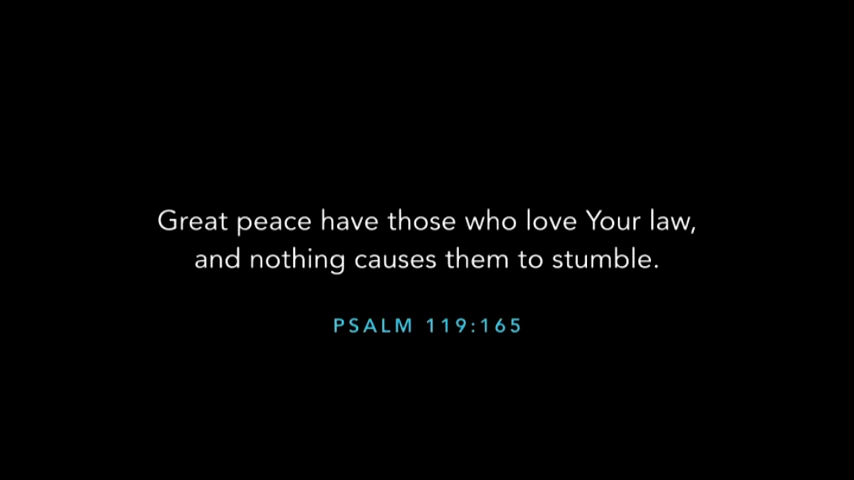 Great peace have those who love Your law,
and nothing causes them to stumble.
PSALM 119:165